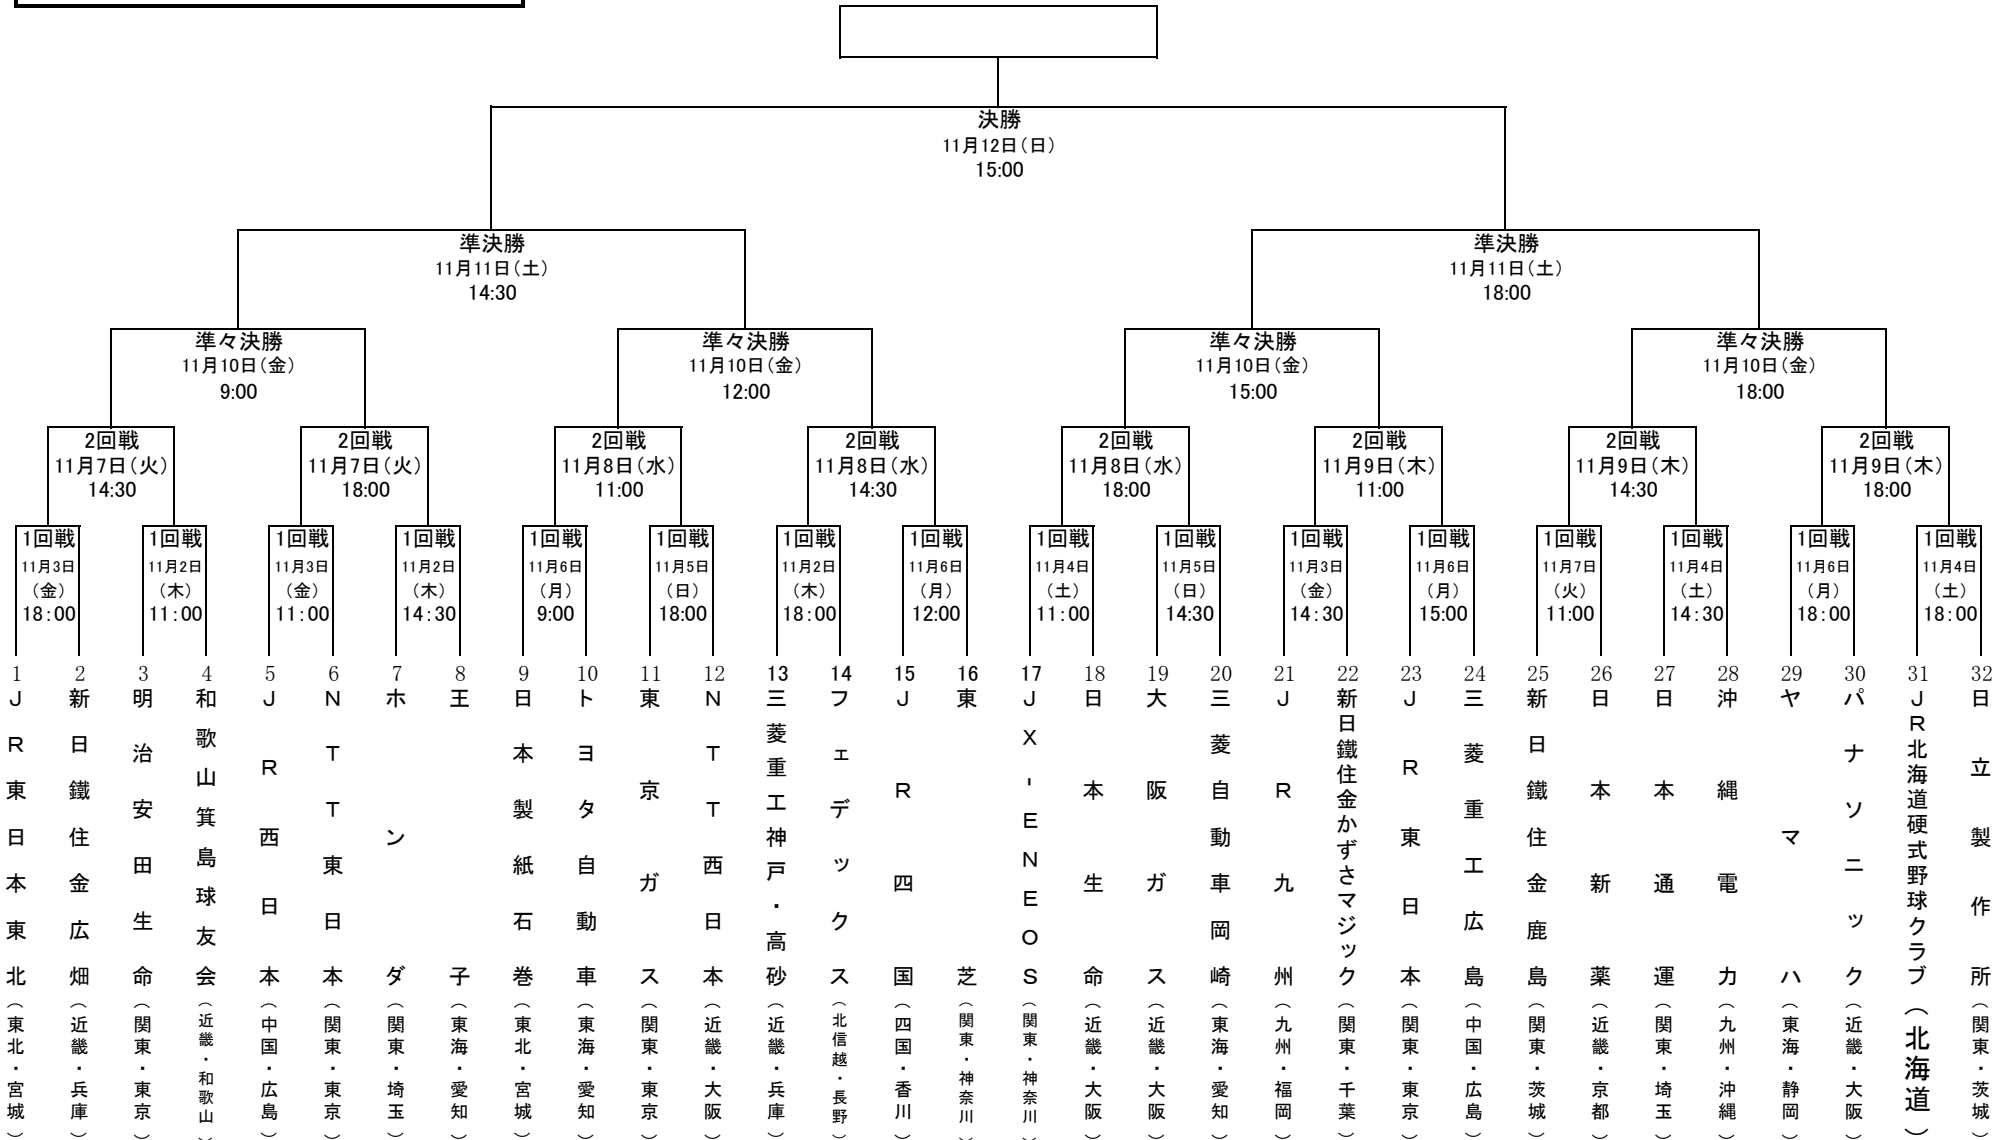 決勝
11月12日(日)
15:00
準決勝
11月11日(土)
14:30
準決勝
11月11日(土)
18:00
準々決勝
11月10日(金)
9:00
準々決勝
11月10日(金)
12:00
準々決勝
11月10日(金)
15:00
準々決勝
11月10日(金)
18:00
2回戦
11月7日(火)
14:30
2回戦
11月7日(火)
18:00
2回戦
11月8日(水)
11:00
2回戦
11月8日(水)
14:30
2回戦
11月8日(水)
18:00
2回戦
11月9日(木)
11:00
2回戦
11月9日(木)
14:30
2回戦
11月9日(木)
18:00
1回戦
11月3日
(金)
18:00
1回戦
11月2日
(木)
11:00
1回戦
11月3日
(金)
11:00
1回戦
11月2日
(木)
14:30
1回戦
11月6日
(月)
9:00
1回戦
11月5日
(日)
18:00
1回戦
11月2日
(木)
18:00
1回戦
11月6日
(月)
12:00
1回戦
11月4日
(土)
11:00
1回戦
11月5日
(日)
14:30
1回戦
11月3日
(金)
14:30
1回戦
11月6日
(月)
15:00
1回戦
11月7日
(火)
11:00
1回戦
11月4日
(土)
14:30
1回戦
11月6日
(月)
18:00
1回戦
11月4日
(土)
18:00
1
JR東日本東北(東北・宮城)
2
新日鐵住金広畑(近畿・兵庫)
3
明治安田生命(関東・東京)
4
和歌山箕島球友会(近畿・和歌山)
5
JR西日本(中国・広島)
6
NTT東日本(関東・東京)
7
ホンダ(関東・埼玉)
8
王子(東海・愛知)
9
日本製紙石巻(東北・宮城)
10
トヨタ自動車(東海・愛知)
11
東京ガス(関東・東京)
12
NTT西日本(近畿・大阪)
13
三菱重工神戸・高砂(近畿・兵庫)
14
フェデックス(北信越・長野)
15
JR四国(四国・香川)
16
東芝(関東・神奈川)
17
JX-ENEOS(関東・神奈川)
18
日本生命(近畿・大阪)
19
大阪ガス(近畿・大阪)
20
三菱自動車岡崎(東海・愛知)
21
JR九州(九州・福岡)
22
新日鐵住金かずさマジック(関東・千葉)
23
JR東日本(関東・東京)
24
三菱重工広島(中国・広島)
25
新日鐵住金鹿島(関東・茨城)
26
日本新薬(近畿・京都)
27
日本通運(関東・埼玉)
28
沖縄電力(九州・沖縄)
29
ヤマハ(東海・静岡)
30
パナソニック(近畿・大阪)
31
JR北海道硬式野球クラブ(北海道)
32
日立製作所(関東・茨城)